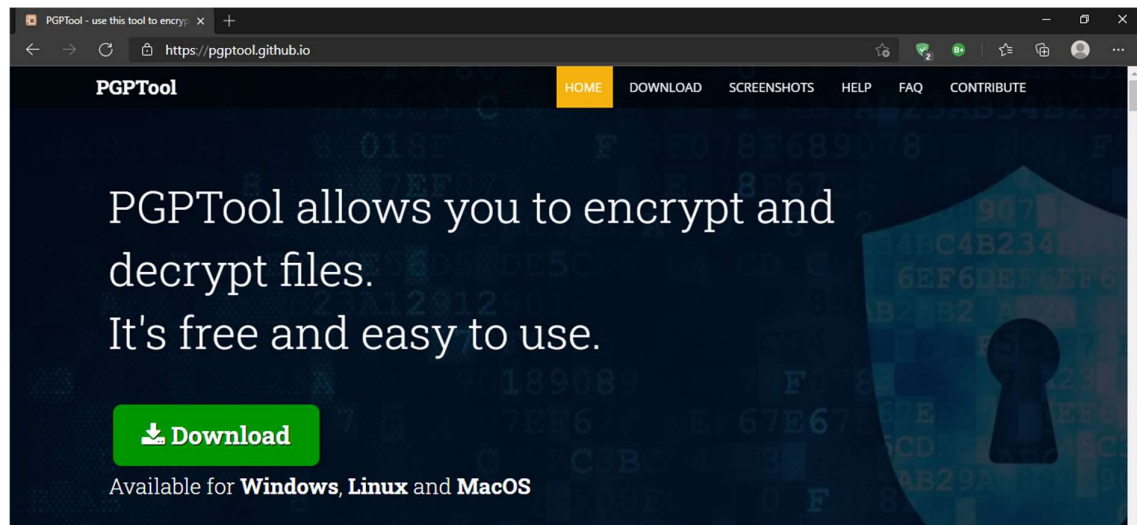 PGPTool - use this tool to encryp
https://pgptool.github.io
2
PGPTool
HOME DOWNLOAD SCREENSHOTS HELP FAQ CONTRIBUTE
PGPTool allows you to encrypt and
decrypt files.
It's free and easy to use.
Download
Available for Windows, Linux and MacOS